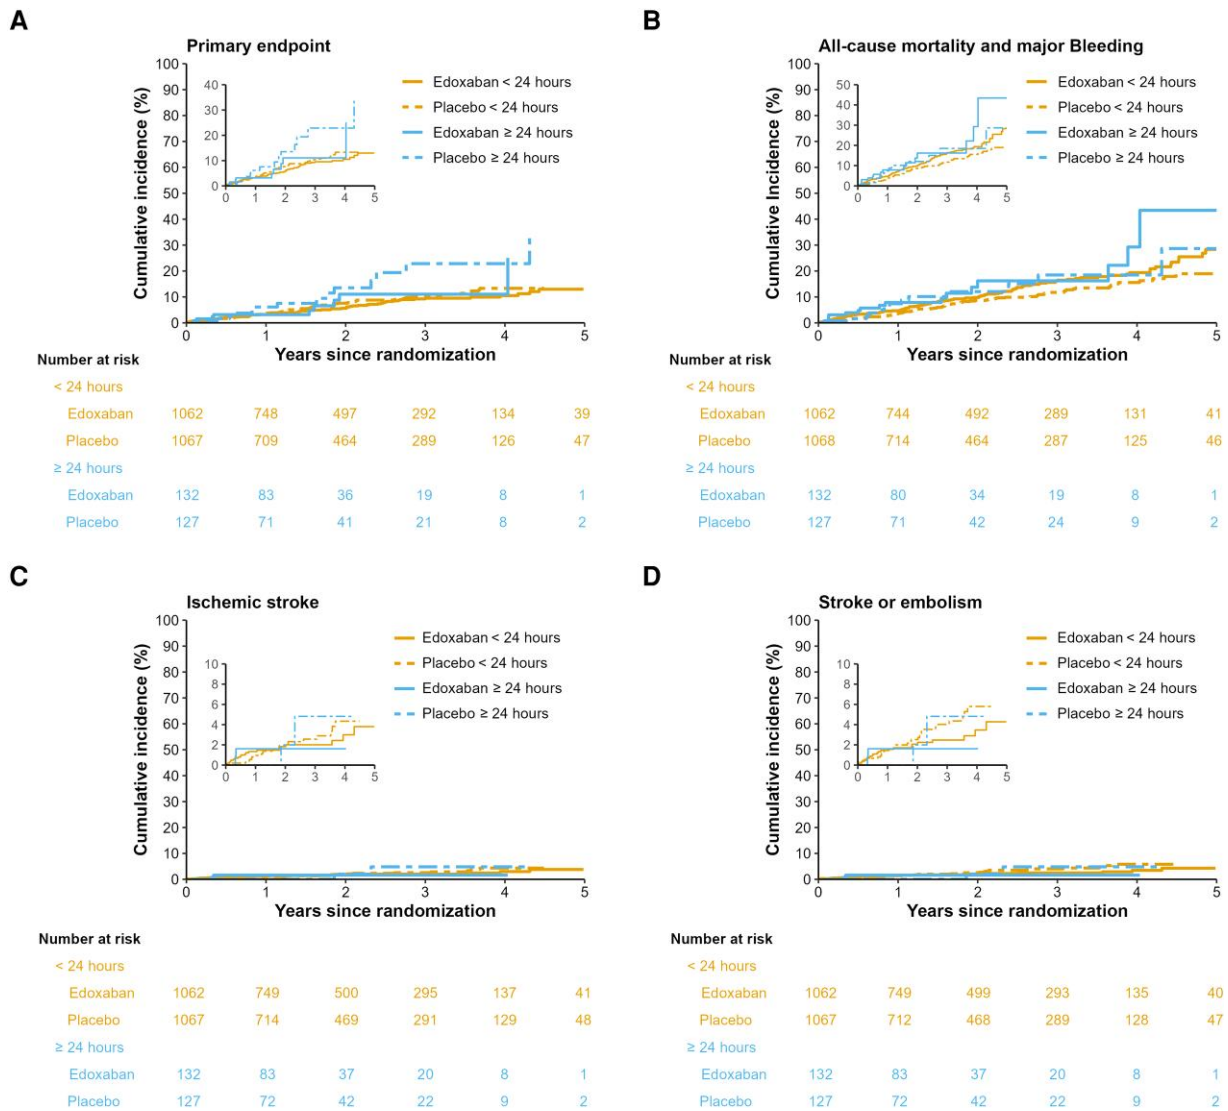 A
Primary endpoint
Cumulative incidence (%)
100
90
80
70
60
50
40
30
20
10
0
40
30
20
10
0
0 1 2 3 4 5
Edoxaban < 24 hours
Placebo < 24 hours
Edoxaban ≥ 24 hours
Placebo ≥ 24 hours
0 1 2 3 4 5
Years since randomization
Number at risk
< 24 hours
Edoxaban 1062 748 497 292 134 39
Placebo 1067 709 464 289 126 47
≥ 24 hours
Edoxaban 132 83 36 19 8 1
Placebo 127 71 41 21 8 2
B
All-cause mortality and major Bleeding
Cumulative Incidence (%)
100
90
80
70
60
50
40
30
20
10
0
50
40
30
20
10
0
0 1 2 3 4 5
Edoxaban < 24 hours
Placebo < 24 hours
Edoxaban ≥ 24 hours
Placebo ≥ 24 hours
0 1 2 3 4 5
Years since randomization
Number at risk
< 24 hours
Edoxaban 1062 744 492 289 131 41
Placebo 1068 714 464 287 125 46
≥ 24 hours
Edoxaban 132 80 34 19 8 1
Placebo 127 71 42 24 9 2
C
Ischemic stroke
Cumulative incidence (%)
100
90
80
70
60
50
40
30
20
10
0
10
8
6
4
2
0
0 1 2 3 4 5
Edoxaban < 24 hours
Placebo < 24 hours
Edoxaban ≥ 24 hours
Placebo ≥ 24 hours
0 1 2 3 4 5
Years since randomization
Number at risk
< 24 hours
Edoxaban 1062 749 500 295 137 41
Placebo 1067 714 469 291 129 48
≥ 24 hours
Edoxaban 132 83 37 20 8 1
Placebo 127 72 42 22 9 2
D
Stroke or embolism
Cumulative incidence (%)
100
90
80
70
60
50
40
30
20
10
0
10
8
6
4
2
0
0 1 2 3 4 5
Edoxaban < 24 hours
Placebo < 24 hours
Edoxaban ≥ 24 hours
Placebo ≥ 24 hours
0 1 2 3 4 5
Years since randomization
Number at risk
< 24 hours
Edoxaban 1062 749 499 293 135 40
Placebo 1067 712 468 289 128 47
≥ 24 hours
Edoxaban 132 83 37 20 8 1
Placebo 127 72 42 22 9 2